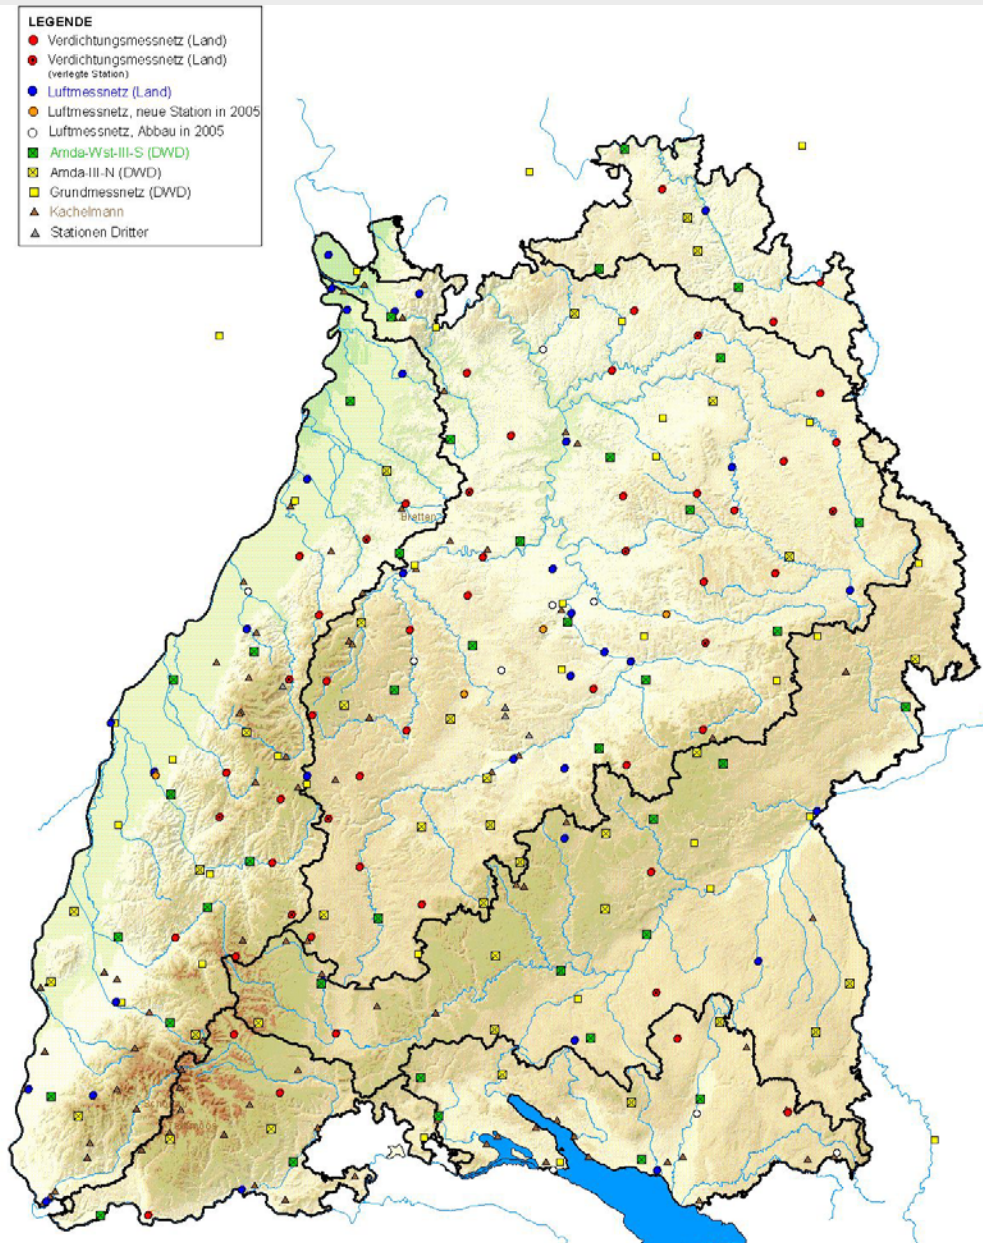 LEGENDE
Verdichtungsmessnetz (Land)
Verdichtungsmessnetz (Land)
(verlegte Station)
Luftmessnetz (Land)
Luftmessnetz, neue Station in 2005
Luftmessnetz, Abbau in 2005
Amda-Wst-III-S (DWD)
Amda-III-N (DWD)
Grundmessnetz (DWD)
Kachelmann
Stationen Dritter
Bretten